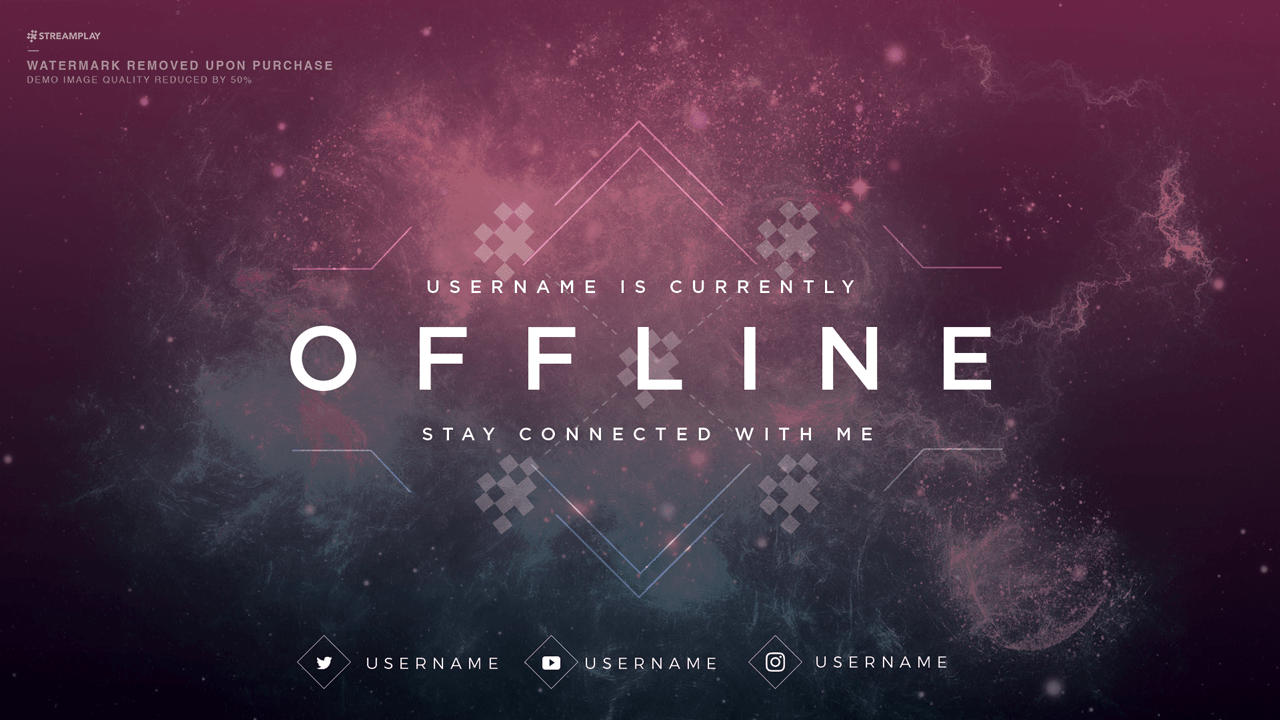 STREAMPLAY
WATERMARK REMOVED UPON PURCHASE
DEMO IMAGE QUALITY REDUCED BY 50%
USERNAME IS CURRENTLY
OFFLINE
STAY CONNECTED WITH ME
USERNAME USERNAME USERNAME